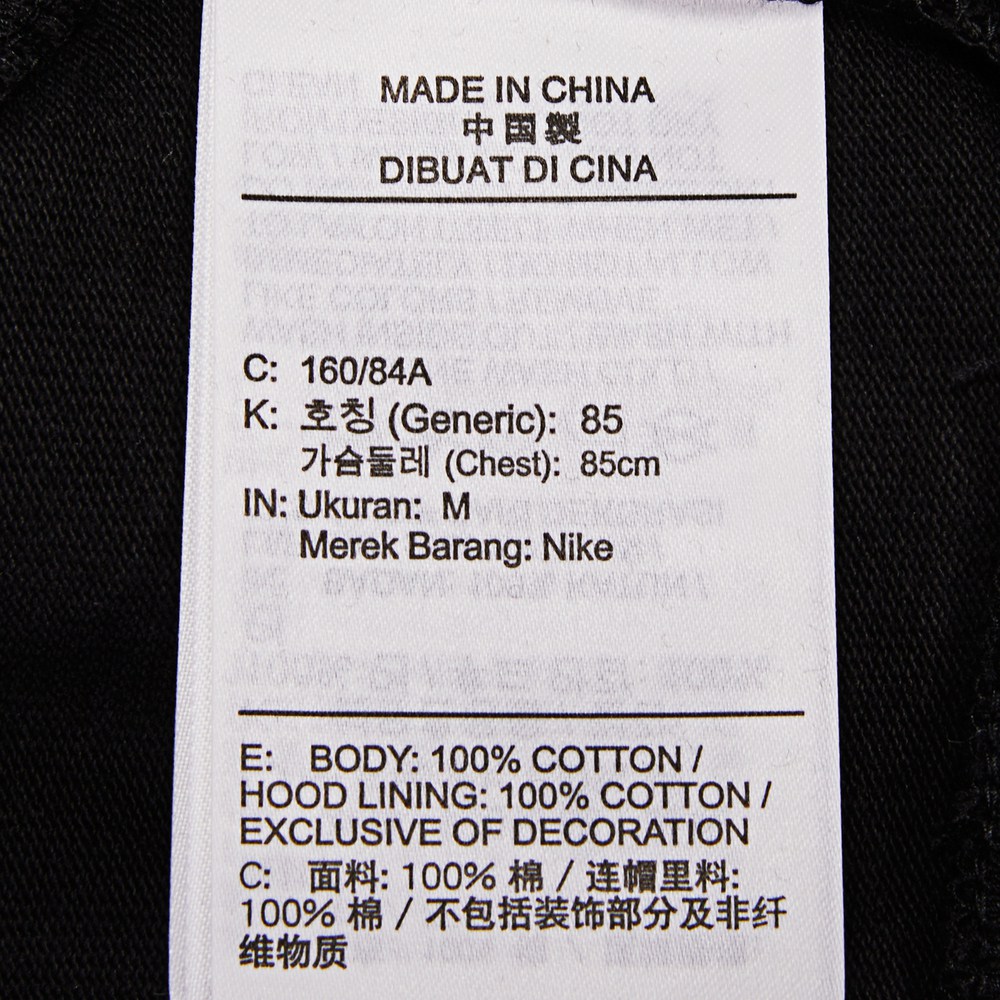 MADE IN CHINA
中国製
DIBUAT DI CINA
C: 160/84A
K: 호칭 (Generic): 85
가슴둘레 (Chest): 85cm
IN: Ukuran: M
Merek Barang: Nike
E: BODY: 100% COTTON /
HOOD LINING: 100% COTTON /
EXCLUSIVE OF DECORATION
C: 面料: 100% 棉 / 连帽里料:
100% 棉 / 不包括装饰部分及非纤
维物质